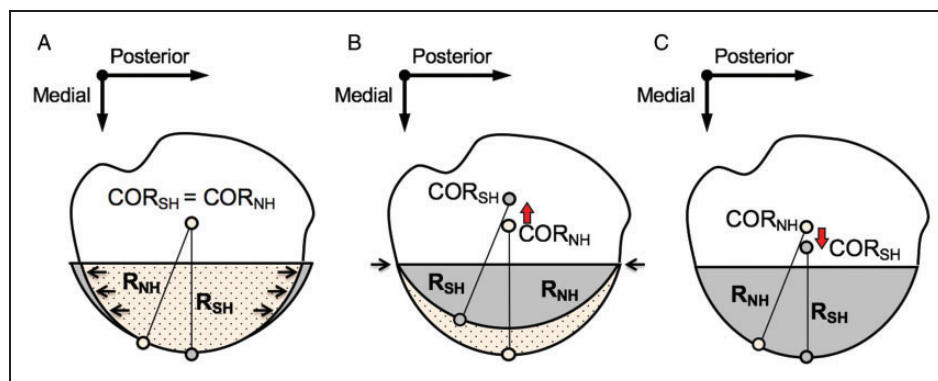 A
Posterior
Medial
COR_SH = COR_NH
R_NH
R_SH
B
Posterior
Medial
COR_SH
COR_NH
R_SH
R_NH
C
Posterior
Medial
COR_NH
COR_SH
R_NH
R_SH